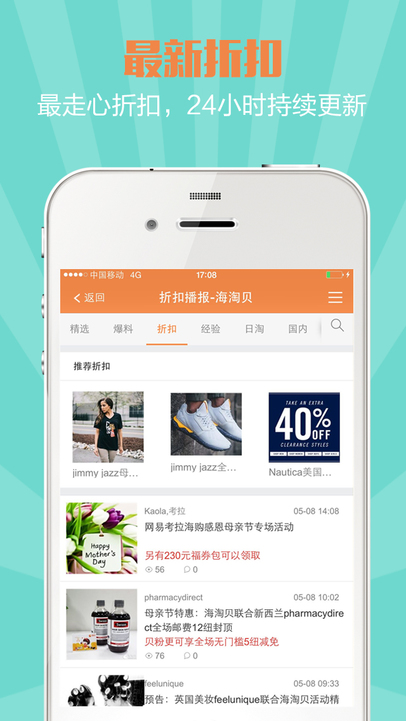 最新折扣
最走心折扣，24小时持续更新
中国移动 4G 17:08
返回 折扣播报-海淘贝
精选 爆料 折扣 经验 日淘 国内
推荐折扣
TAKE AN EXTRA
40% OFF
CLEARANCE STYLES
jimmy jazz母...
jimmy jazz全...
Nautica美国...
Kaola,考拉 05-08 14:08
网易考拉海购感恩母亲节专场活动
另有230元福券包可以领取
56 0
Happy
Mother's
Day
pharmacydirect 05-08 10:02
母亲节特惠：海淘贝联合新西兰pharmacydire
ct全场邮费12纽封顶
贝粉更可享全场无门槛5纽减免
76 0
feelunique 05-08 09:33
预告：英国美妆feelunique联合海淘贝活动精